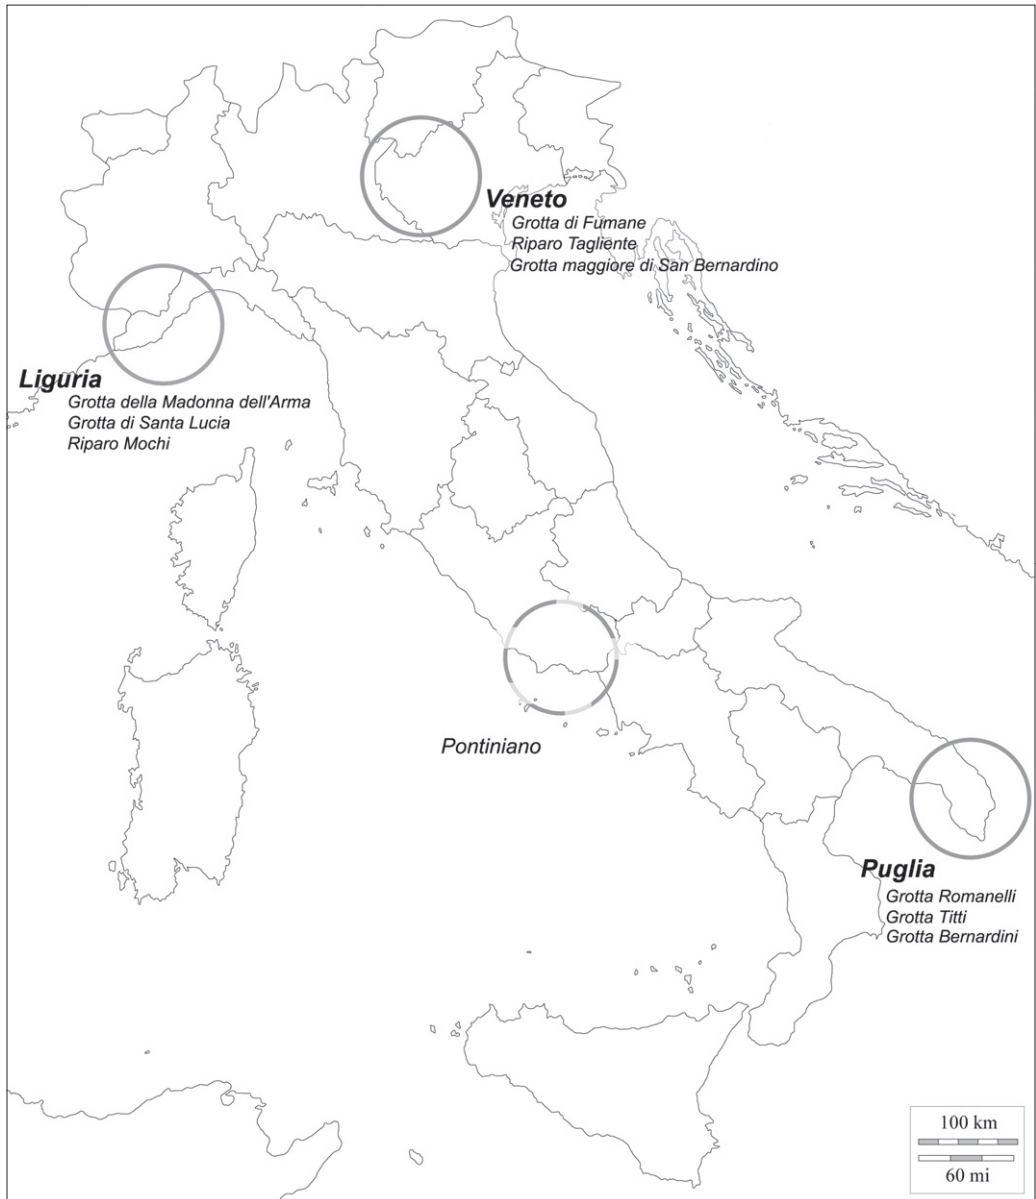 Veneto
Grotta di Fumane
Riparo Tagliente
Grotta maggiore di San Bernardino
Liguria
Grotta della Madonna dell'Arma
Grotta di Santa Lucia
Riparo Mochi
Pontiniano
Puglia
Grotta Romanelli
Grotta Titti
Grotta Bernardini
100 km
60 mi